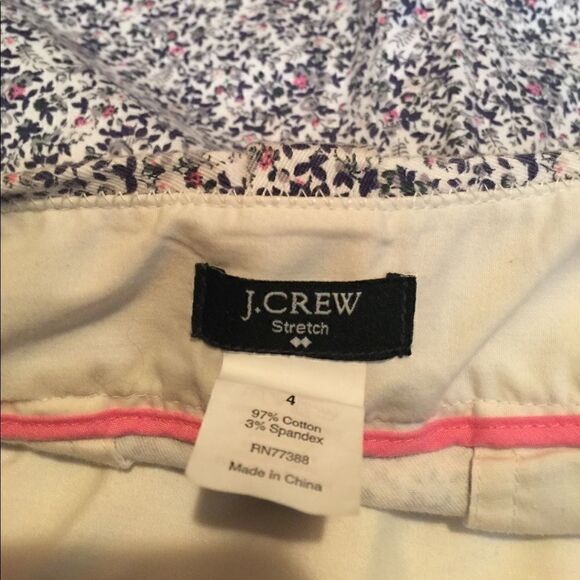 J.CREW
Stretch
4
97% Cotton
3% Spandex
RN77388
Made in China